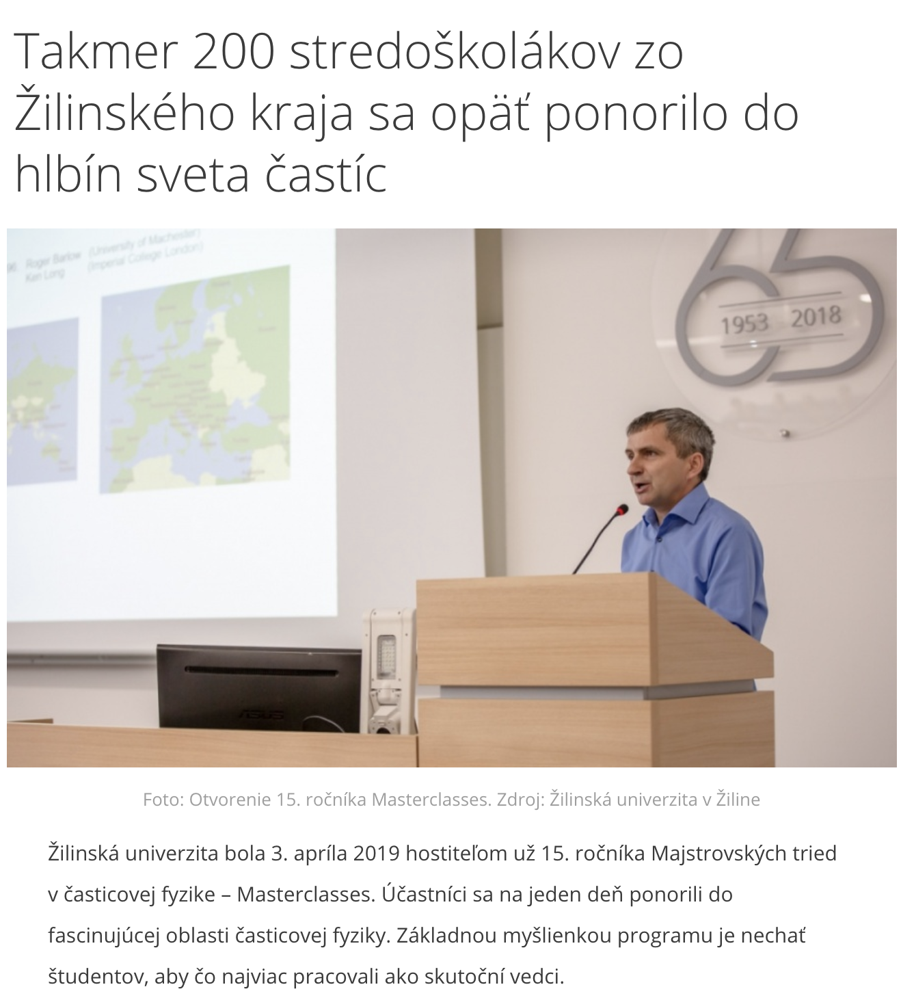 Takmer 200 stredoškolákov zo
Žilinského kraja sa opäť ponorilo do
hlbín sveta častíc
96 Roger Barlow (University of Machester)
Ken Long (Imperial College London)
65
1953 2018
ASUS
Foto: Otvorenie 15. ročníka Masterclasses. Zdroj: Žilinská univerzita v Žiline
Žilinská univerzita bola 3. apríla 2019 hostiteľom už 15. ročníka Majstrovských tried
v časticovej fyzike – Masterclasses. Účastníci sa na jeden deň ponorili do
fascinujúcej oblasti časticovej fyziky. Základnou myšlienkou programu je nechať
študentov, aby čo najviac pracovali ako skutoční vedci.